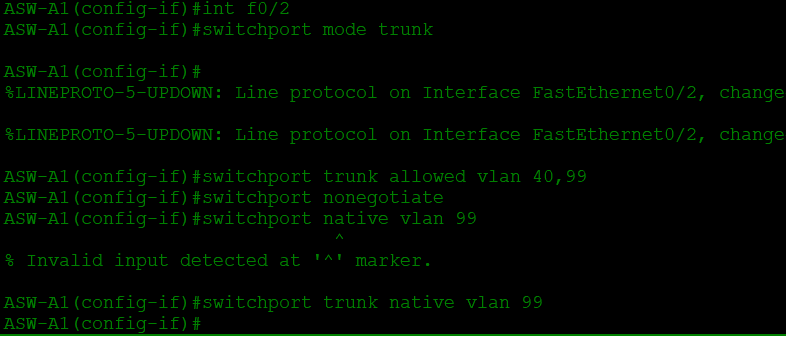 ASW-A1(config-if)#int f0/2
ASW-A1(config-if)#switchport mode trunk
ASW-A1(config-if)#
%LINEPROTO-5-UPDOWN: Line protocol on Interface FastEthernet0/2, change
%LINEPROTO-5-UPDOWN: Line protocol on Interface FastEthernet0/2, change
ASW-A1(config-if)#switchport trunk allowed vlan 40,99
ASW-A1(config-if)#switchport nonegotiate
ASW-A1(config-if)#switchport native vlan 99
^
% Invalid input detected at '^' marker.
ASW-A1(config-if)#switchport trunk native vlan 99
ASW-A1(config-if)#